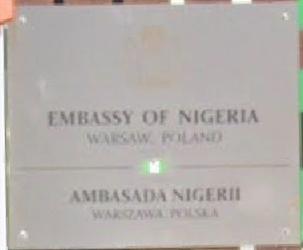 EMBASSY OF NIGERIA
WARSAW, POLAND
AMBASADA NIGERII
WARSZAWA, POLSKA